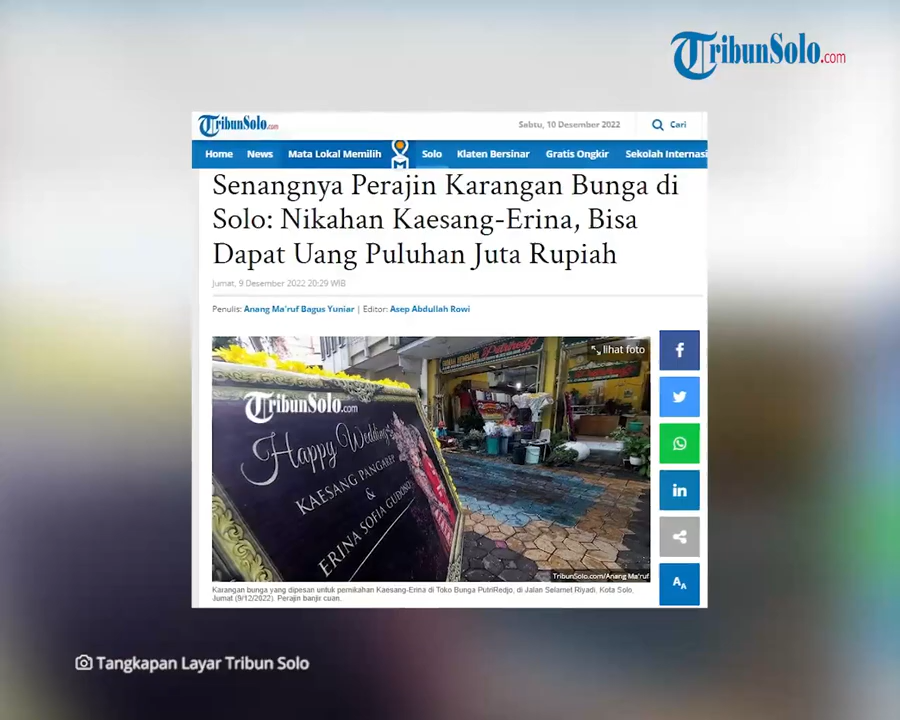 TribunSolo.com
TribunSolo.com
Sabtu, 10 Desember 2022
Cari
Home News Mata Lokal Memilih M Solo Klaten Bersinar Gratis Ongkir Sekolah Internasi
Senangnya Perajin Karangan Bunga di
Solo: Nikahan Kaesang-Erina, Bisa
Dapat Uang Puluhan Juta Rupiah
Jumat, 9 Desember 2022 20:29 WIB
Penulis: Anang Ma'ruf Bagus Yuniar | Editor: Asep Abdullah Rowi
lihat foto
TribunSolo.com
Happy Wedding
KAESANG PANGAREP
&
ERINA SOFIA GUDONO
TribunSolo.com/Anang Ma'ruf
Karangan bunga yang dipesan untuk pernikahan Kaesang-Erina di Toko Bunga PutriRedjo, di Jalan Selamet Riyadi, Kota Solo,
Jumat (9/12/2022). Perajin banjir cuan.
Tangkapan Layar Tribun Solo